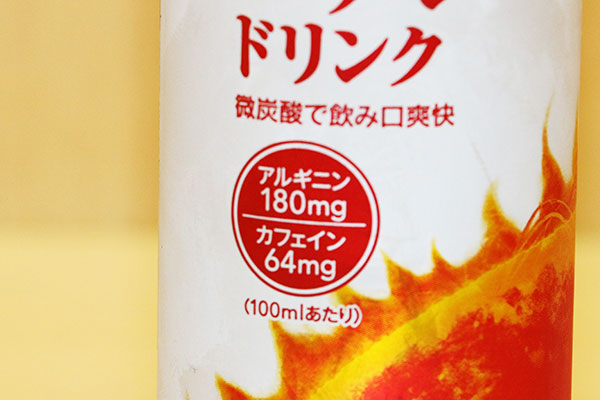 ドリンク
微炭酸で飲み口爽快
アルギニン
180mg
カフェイン
64mg
(100mlあたり)